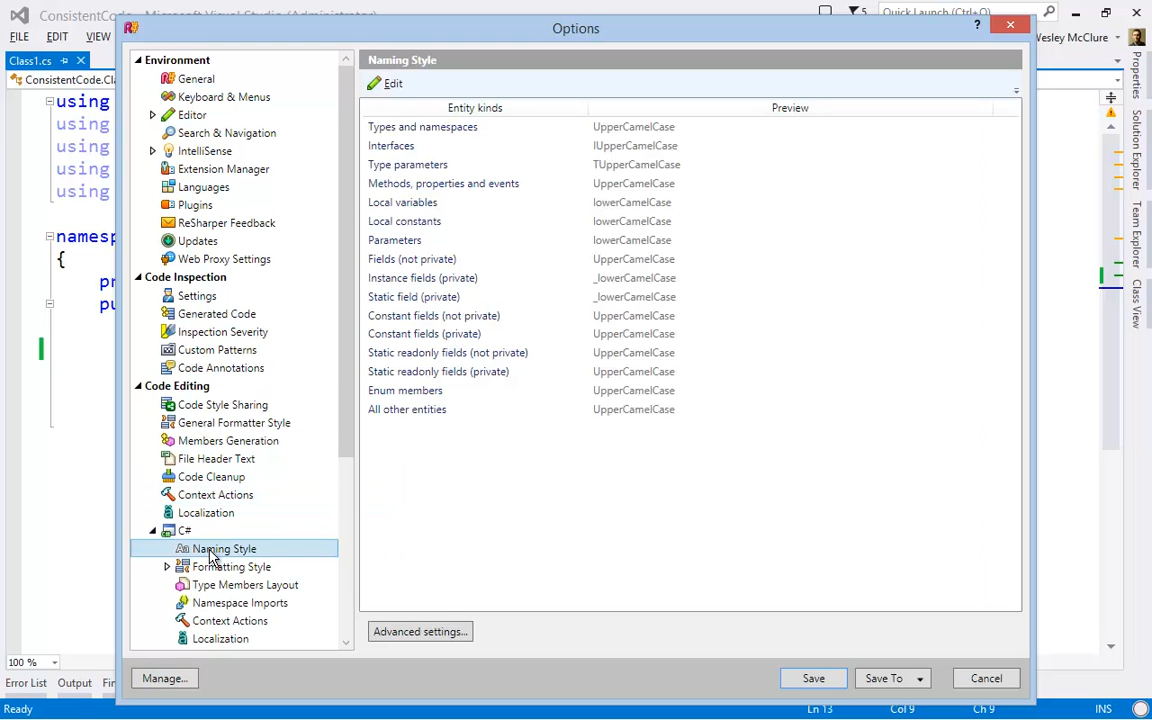 ConsistentCode - Microsoft Visual Studio (Administrator)
5
Quick Launch (Ctrl+Q)
FILE EDIT VIEW
Wesley McClure
Options
?
Class1.cs
ConsistentCode.Cla
using
using
using
using
using
namesp
{
pr
pu
Environment
General
Keyboard & Menus
Editor
Search & Navigation
IntelliSense
Extension Manager
Languages
Plugins
ReSharper Feedback
Updates
Web Proxy Settings
Code Inspection
Settings
Generated Code
Inspection Severity
Custom Patterns
Code Annotations
Code Editing
Code Style Sharing
General Formatter Style
Members Generation
File Header Text
Code Cleanup
Context Actions
Localization
C#
Naming Style
Formatting Style
Type Members Layout
Namespace Imports
Context Actions
Localization
Naming Style
Edit
Entity kinds Preview
Types and namespaces UpperCamelCase
Interfaces IUpperCamelCase
Type parameters TUpperCamelCase
Methods, properties and events UpperCamelCase
Local variables lowerCamelCase
Local constants lowerCamelCase
Parameters lowerCamelCase
Fields (not private) UpperCamelCase
Instance fields (private) _lowerCamelCase
Static field (private) _lowerCamelCase
Constant fields (not private) UpperCamelCase
Constant fields (private) UpperCamelCase
Static readonly fields (not private) UpperCamelCase
Static readonly fields (private) UpperCamelCase
Enum members UpperCamelCase
All other entities UpperCamelCase
Advanced settings...
Manage... Save Save To Cancel
Properties
Solution Explorer
Team Explorer
Class View
100 %
Error List Output Fin
Ready Ln 13 Col 9 Ch 9 INS